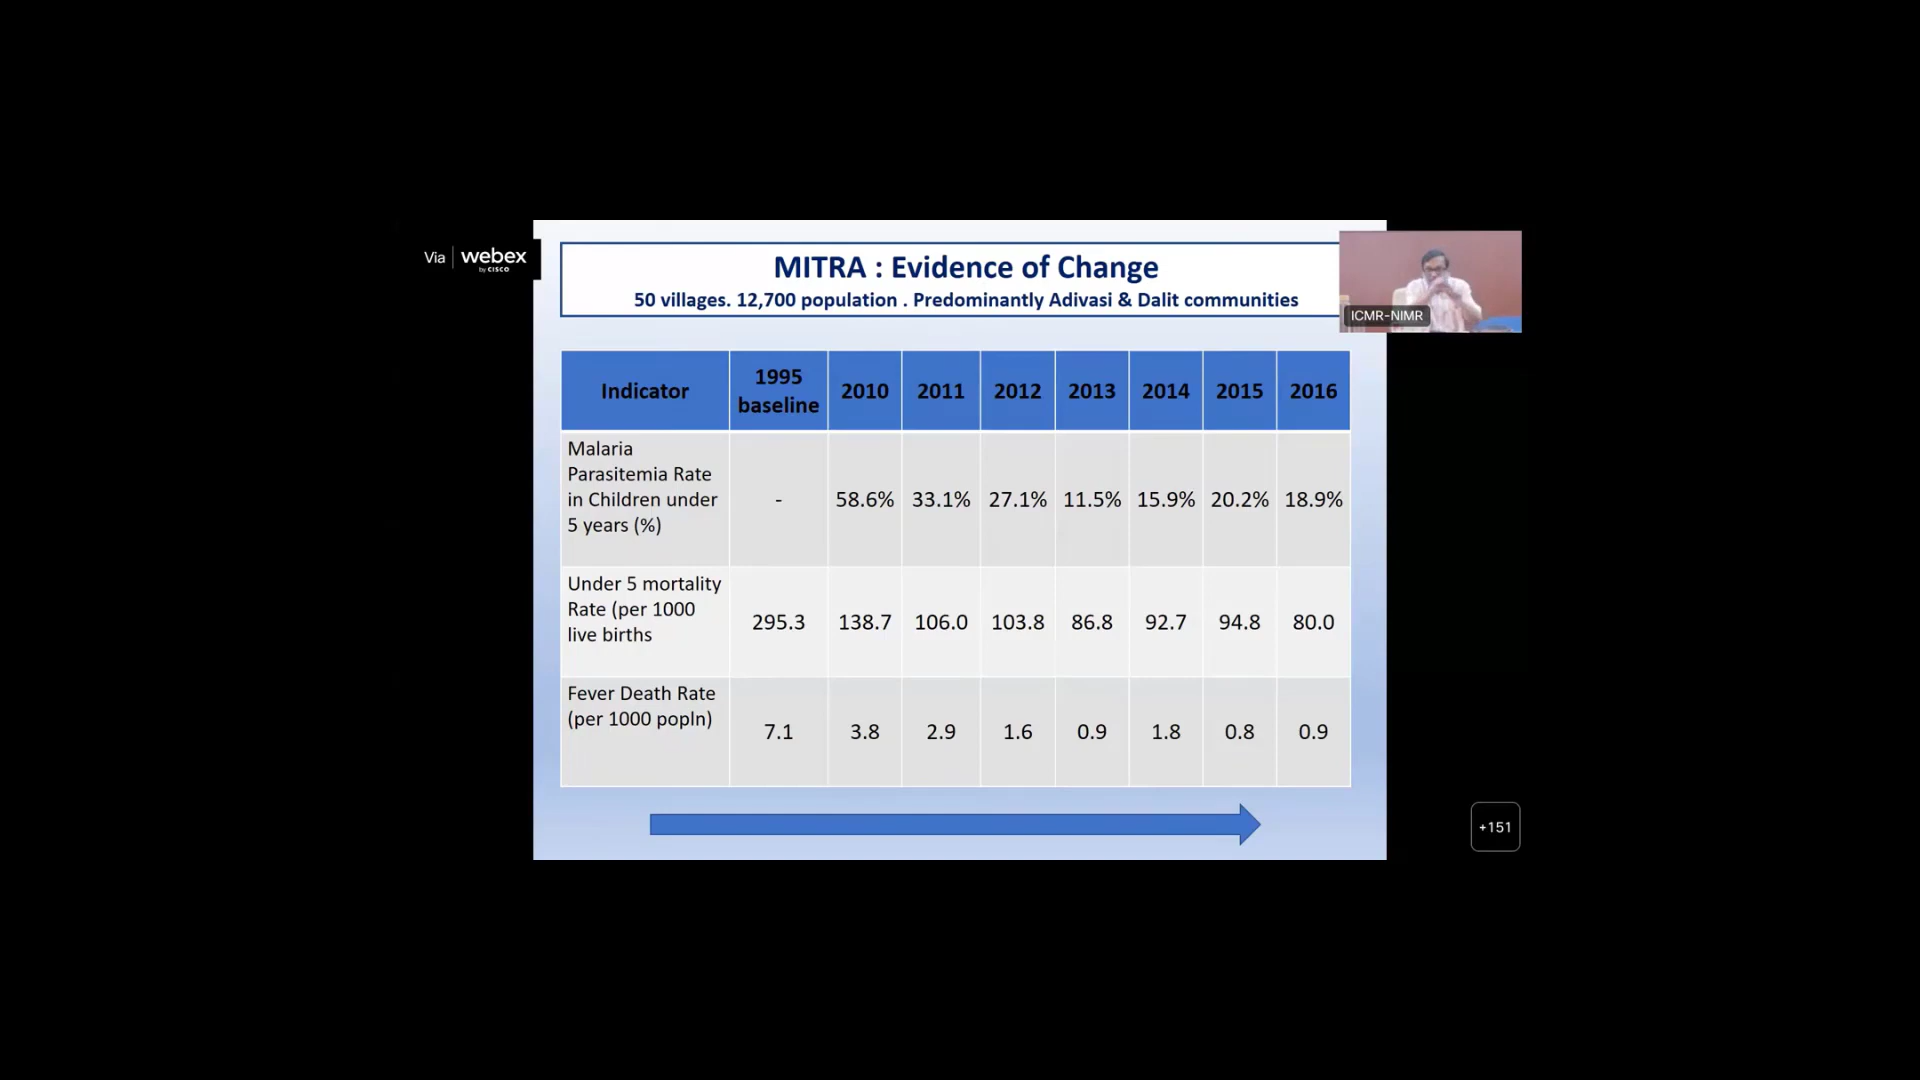 Via webex
by CISCO
MITRA : Evidence of Change
50 villages. 12,700 population . Predominantly Adivasi & Dalit communities
ICMR-NIMR
Indicator 1995 baseline 2010 2011 2012 2013 2014 2015 2016
Malaria
Parasitemia Rate
in Children under
5 years (%)
- 58.6% 33.1% 27.1% 11.5% 15.9% 20.2% 18.9%
Under 5 mortality
Rate (per 1000
live births
295.3 138.7 106.0 103.8 86.8 92.7 94.8 80.0
Fever Death Rate
(per 1000 popln)
7.1 3.8 2.9 1.6 0.9 1.8 0.8 0.9
+151